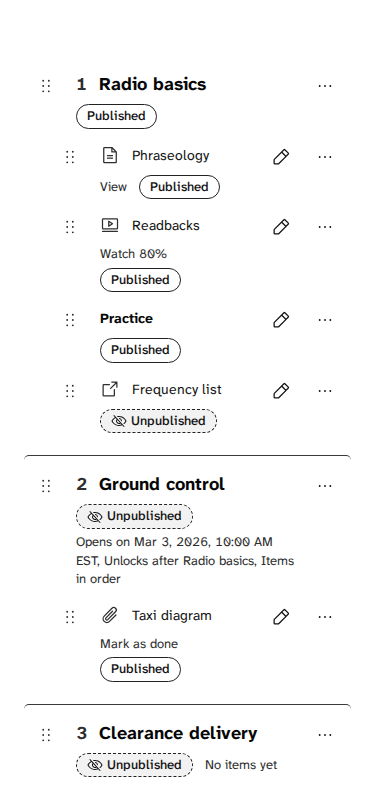 1 Radio basics
Published
Phraseology
View Published
Readbacks
Watch 80%
Published
Practice
Published
Frequency list
Unpublished
2 Ground control
Unpublished
Opens on Mar 3, 2026, 10:00 AM
EST, Unlocks after Radio basics, Items
in order
Taxi diagram
Mark as done
Published
3 Clearance delivery
Unpublished No items yet